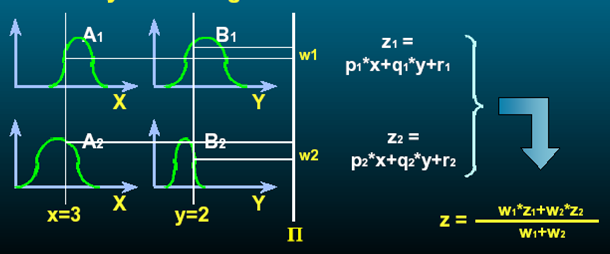 A1 B1
w1
X Y
z1 =
p1*x+q1*y+r1
A2 B2
w2
X Y
x=3 y=2
Π
z2 =
p2*x+q2*y+r2
z = w1*z1+w2*z2
w1+w2